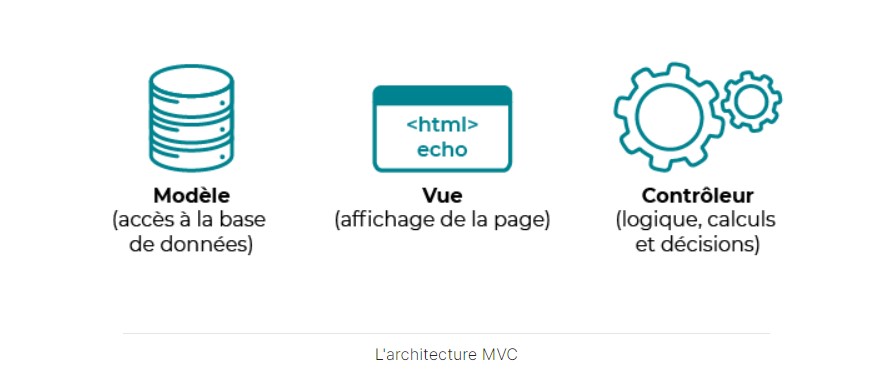 <html>
echo
Modèle
(accès à la base
de données)
Vue
(affichage de la page)
Contrôleur
(logique, calculs
et décisions)
L'architecture MVC